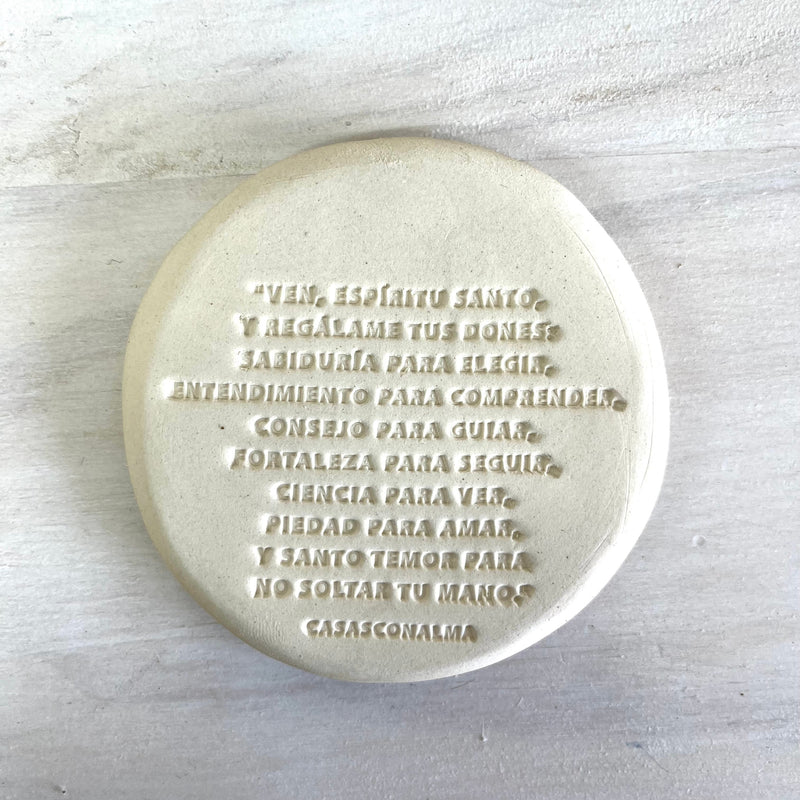 "VEN, ESPÍRITU SANTO,
Y REGÁLAME TUS DONES:
SABIDURÍA PARA ELEGIR,
ENTENDIMIENTO PARA COMPRENDER,
CONSEJO PARA GUIAR,
FORTALEZA PARA SEGUIR,
CIENCIA PARA VER,
PIEDAD PARA AMAR,
Y SANTO TEMOR PARA
NO SOLTAR TU MANO."
CASASCONALMA